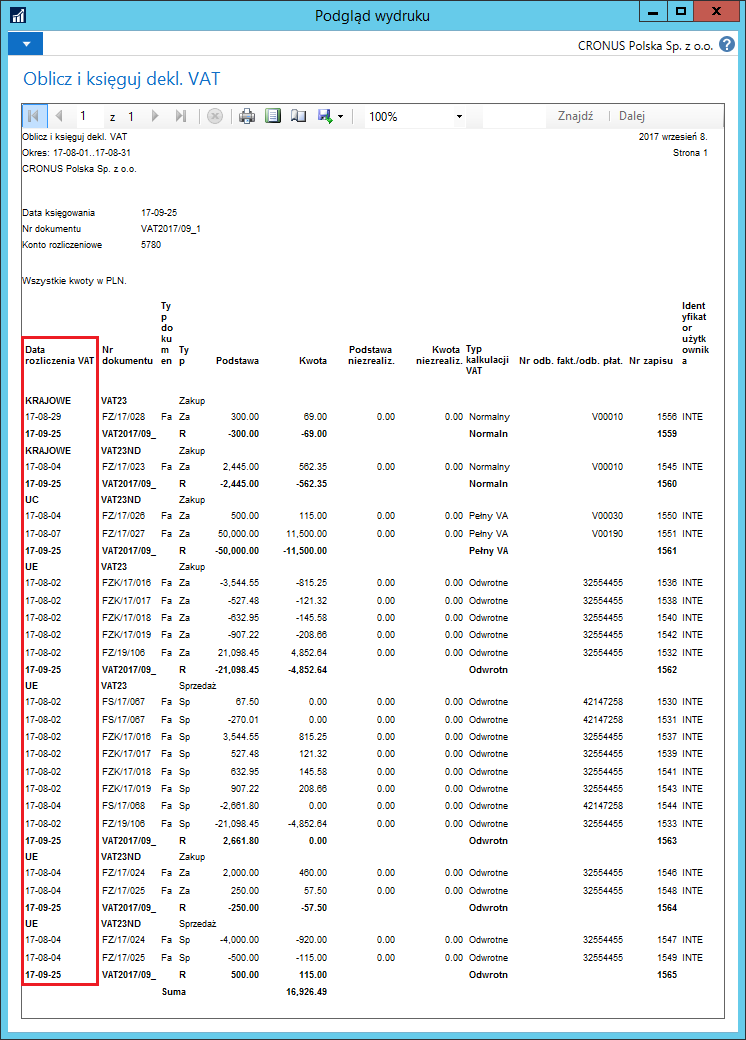 Podgląd wydruku
CRONUS Polska Sp. z o.o.
Oblicz i księguj dekl. VAT
1 z 1 100% Znajdź Dalej
Oblicz i księguj dekl. VAT 2017 wrzesień 8.
Okres: 17-08-01..17-08-31 Strona 1
CRONUS Polska Sp. z o.o.
Data księgowania 17-09-25
Nr dokumentu VAT2017/09_1
Konto rozliczeniowe 5780
Wszystkie kwoty w PLN.
Data rozliczenia VAT Nr dokumentu Ty p do ku m en Ty p Podstawa Kwota Podstawa niezrealiz. Kwota niezrealiz. Typ kalkulacji VAT Nr odb. fakt./odb. płat. Nr zapisu Ident yfikat or użytk ownik a
KRAJOWE VAT23 Zakup
17-08-29 FZ/17/028 Fa Za 300.00 69.00 0.00 0.00 Normalny V00010 1556 INTE
17-09-25 VAT2017/09_ R -300.00 -69.00 Normaln 1559
KRAJOWE VAT23ND Zakup
17-08-04 FZ/17/023 Fa Za 2,445.00 562.35 0.00 0.00 Normalny V00010 1545 INTE
17-09-25 VAT2017/09_ R -2,445.00 -562.35 Normaln 1560
UC VAT23ND Zakup
17-08-04 FZ/17/026 Fa Za 500.00 115.00 0.00 0.00 Pełny VA V00030 1550 INTE
17-08-07 FZ/17/027 Fa Za 50,000.00 11,500.00 0.00 0.00 Pełny VA V00190 1551 INTE
17-09-25 VAT2017/09_ R -50,000.00 -11,500.00 Pełny VA 1561
UE VAT23 Zakup
17-08-02 FZK/17/016 Fa Za -3,544.55 -815.25 0.00 0.00 Odwrotne 32554455 1536 INTE
17-08-02 FZK/17/017 Fa Za -527.48 -121.32 0.00 0.00 Odwrotne 32554455 1538 INTE
17-08-02 FZK/17/018 Fa Za -632.95 -145.58 0.00 0.00 Odwrotne 32554455 1540 INTE
17-08-02 FZK/17/019 Fa Za -907.22 -208.66 0.00 0.00 Odwrotne 32554455 1542 INTE
17-08-02 FZ/19/106 Fa Za 21,098.45 4,852.64 0.00 0.00 Odwrotne 32554455 1532 INTE
17-09-25 VAT2017/09_ R -21,098.45 -4,852.64 Odwrotn 1562
UE VAT23 Sprzedaż
17-08-02 FS/17/067 Fa Sp 67.50 0.00 0.00 0.00 Odwrotne 42147258 1530 INTE
17-08-02 FS/17/067 Fa Sp -270.01 0.00 0.00 0.00 Odwrotne 42147258 1531 INTE
17-08-02 FZK/17/016 Fa Sp 3,544.55 815.25 0.00 0.00 Odwrotne 32554455 1537 INTE
17-08-02 FZK/17/017 Fa Sp 527.48 121.32 0.00 0.00 Odwrotne 32554455 1539 INTE
17-08-02 FZK/17/018 Fa Sp 632.95 145.58 0.00 0.00 Odwrotne 32554455 1541 INTE
17-08-02 FZK/17/019 Fa Sp 907.22 208.66 0.00 0.00 Odwrotne 32554455 1543 INTE
17-08-04 FS/17/068 Fa Sp -2,661.80 0.00 0.00 0.00 Odwrotne 42147258 1544 INTE
17-08-02 FZ/19/106 Fa Sp -21,098.45 -4,852.64 0.00 0.00 Odwrotne 32554455 1533 INTE
17-09-25 VAT2017/09_ R 2,661.80 0.00 Odwrotn 1563
UE VAT23ND Zakup
17-08-04 FZ/17/024 Fa Za 2,000.00 460.00 0.00 0.00 Odwrotne 32554455 1546 INTE
17-08-04 FZ/17/025 Fa Za 250.00 57.50 0.00 0.00 Odwrotne 32554455 1548 INTE
17-09-25 VAT2017/09_ R -250.00 -57.50 Odwrotn 1564
UE VAT23ND Sprzedaż
17-08-04 FZ/17/024 Fa Sp -4,000.00 -920.00 0.00 0.00 Odwrotne 32554455 1547 INTE
17-08-04 FZ/17/025 Fa Sp -500.00 -115.00 0.00 0.00 Odwrotne 32554455 1549 INTE
17-09-25 VAT2017/09_ R 500.00 115.00 Odwrotn 1565
Suma 16,926.49